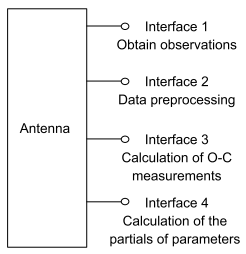 Interface 1
Obtain observations
Interface 2
Data preprocessing
Antenna
Interface 3
Calculation of O-C
measurements
Interface 4
Calculation of the
partials of parameters